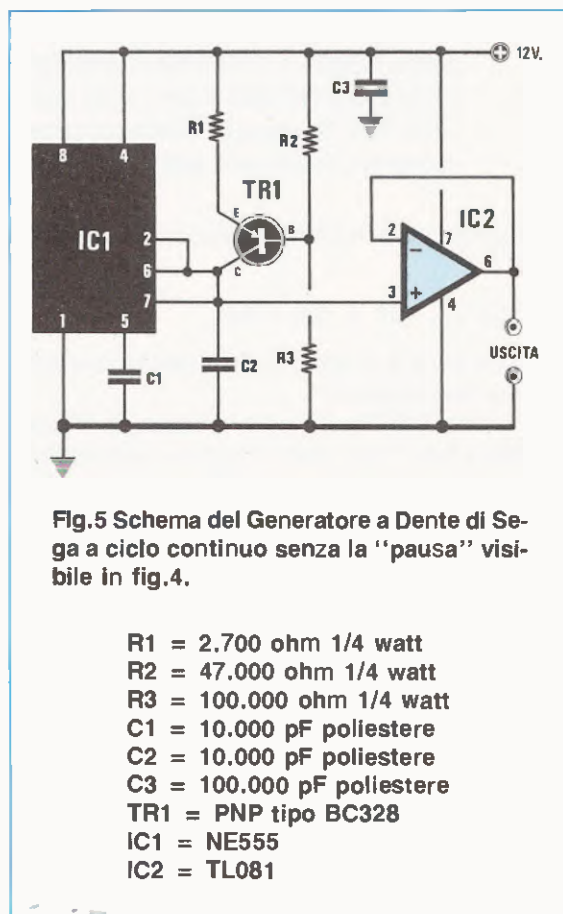 12V.
C3
R1
R2
8
4
TR1
E
B
C
IC1
2
6
7
IC2
2
7
6
3
4
1
5
C1
C2
R3
USCITA
Fig.5 Schema del Generatore a Dente di Se-
ga a ciclo continuo senza la "pausa" visi-
bile in fig.4.
R1 = 2.700 ohm 1/4 watt
R2 = 47.000 ohm 1/4 watt
R3 = 100.000 ohm 1/4 watt
C1 = 10.000 pF poliestere
C2 = 10.000 pF poliestere
C3 = 100.000 pF poliestere
TR1 = PNP tipo BC328
IC1 = NE555
IC2 = TL081